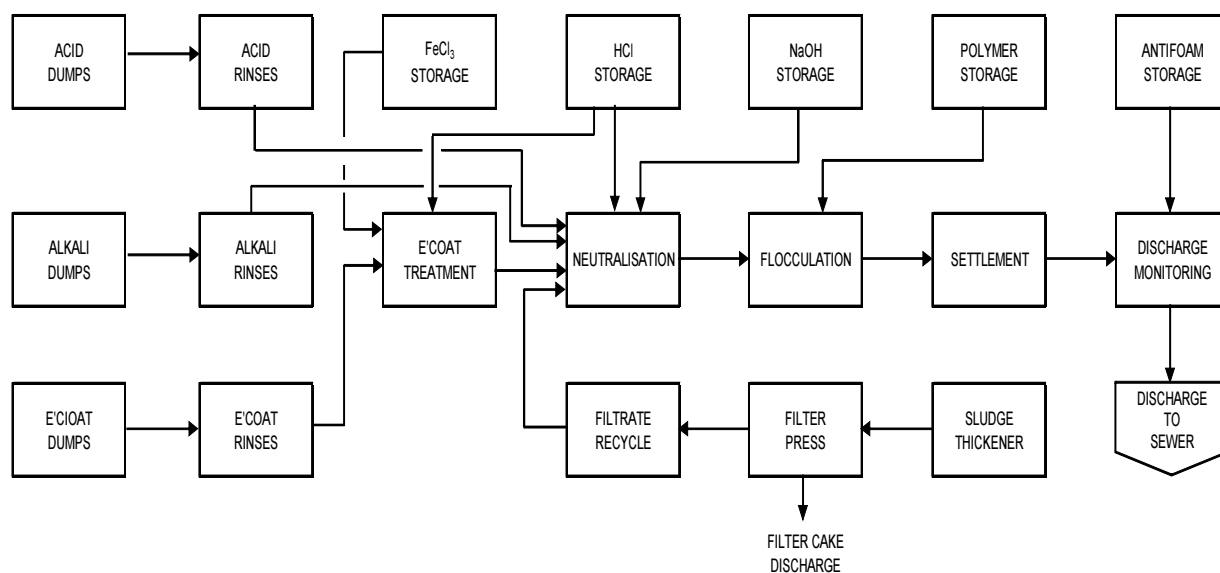 ACID
DUMPS
ACID
RINSES
FeCl₃
STORAGE
HCl
STORAGE
NaOH
STORAGE
POLYMER
STORAGE
ANTIFOAM
STORAGE
ALKALI
DUMPS
ALKALI
RINSES
E'COAT
TREATMENT
NEUTRALISATION
FLOCCULATION
SETTLEMENT
DISCHARGE
MONITORING
E'CIOAT
DUMPS
E'COAT
RINSES
FILTRATE
RECYCLE
FILTER
PRESS
SLUDGE
THICKENER
DISCHARGE
TO
SEWER
FILTER CAKE
DISCHARGE